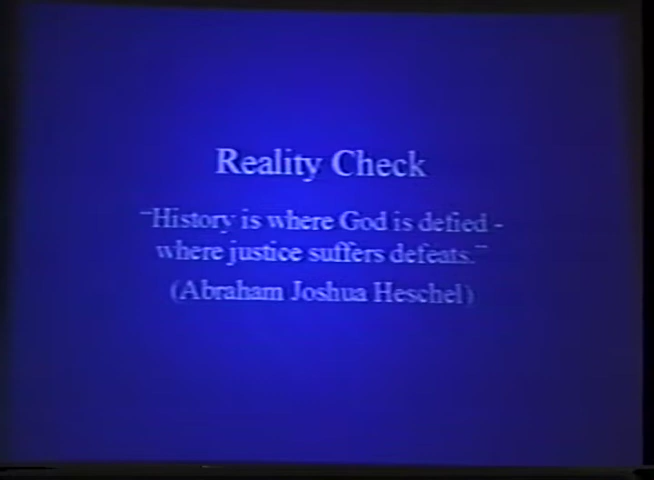 Reality Check
"History is where God is defied -
where justice suffers defeats."
(Abraham Joshua Heschel)